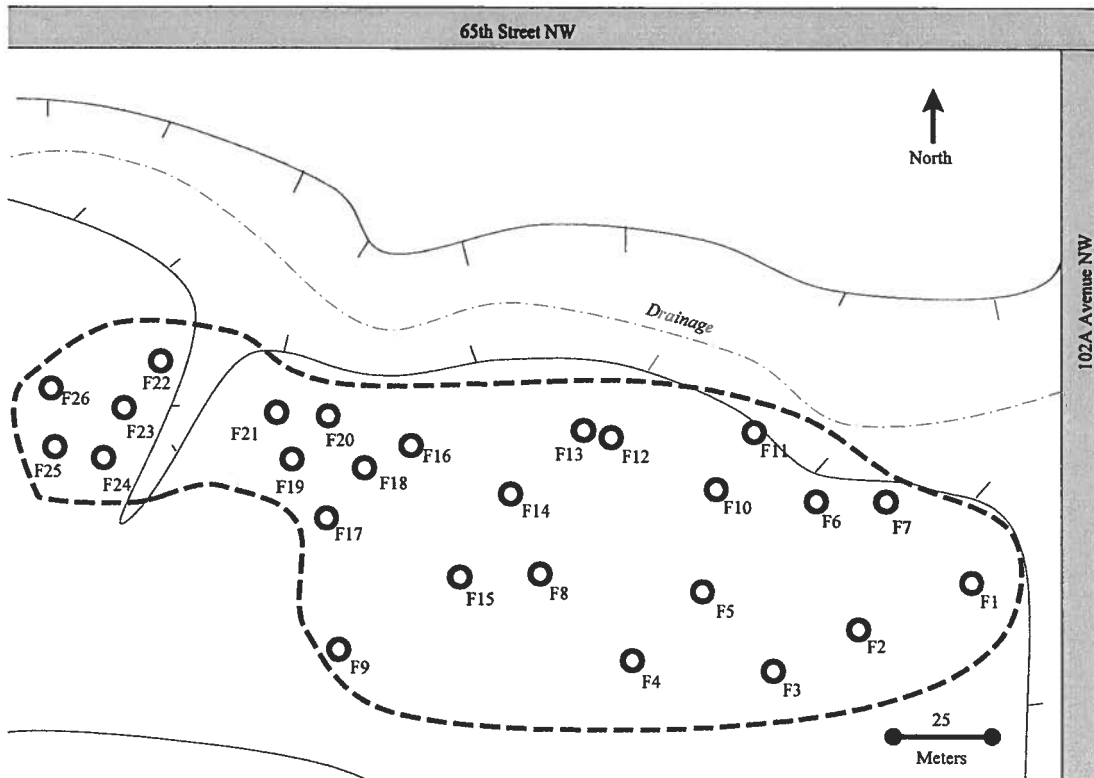 65th Street NW
North
102A Avenue NW
Drainage
F22
F26
F23
F21
F20
F13
F12
F11
F25
F24
F19
F18
F16
F14
F10
F6
F7
F17
F15
F8
F5
F1
F9
F4
F3
F2
25
Meters